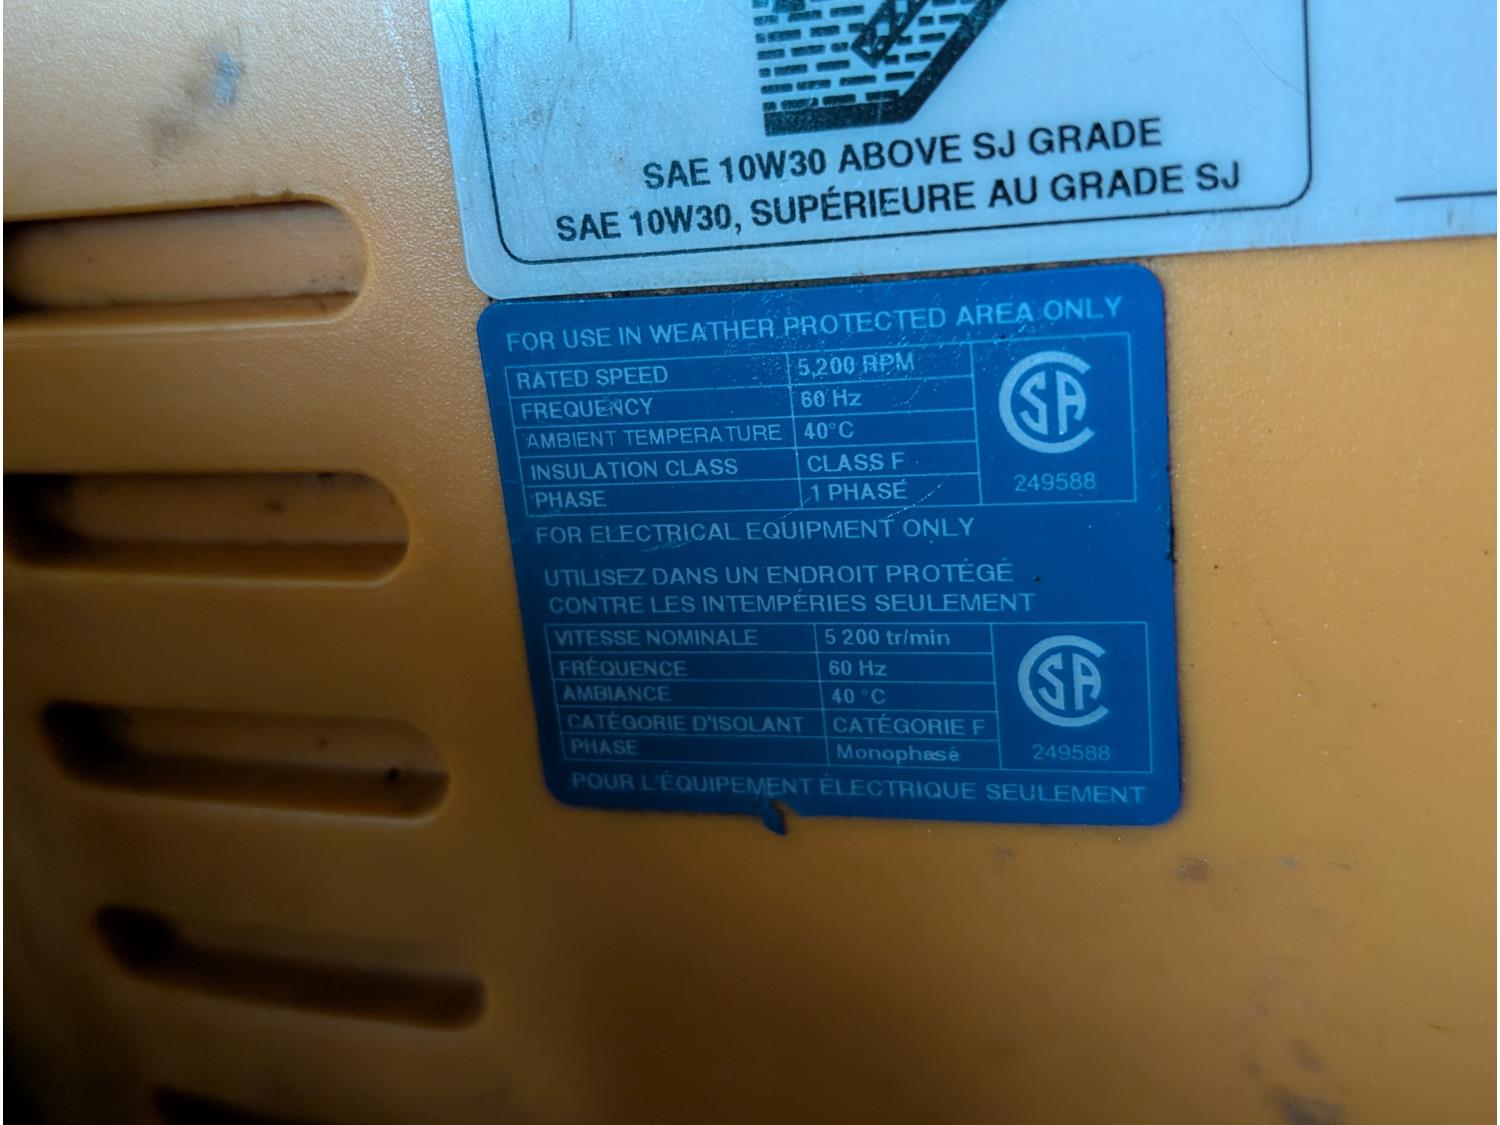 SAE 10W30 ABOVE SJ GRADE
SAE 10W30, SUPÉRIEURE AU GRADE SJ
FOR USE IN WEATHER PROTECTED AREA ONLY
RATED SPEED 5,200 RPM
FREQUENCY 60 Hz
AMBIENT TEMPERATURE 40°C
INSULATION CLASS CLASS F
PHASE 1 PHASE
CSA
249588
FOR ELECTRICAL EQUIPMENT ONLY
UTILISEZ DANS UN ENDROIT PROTÉGÉ
CONTRE LES INTEMPÉRIES SEULEMENT
VITESSE NOMINALE 5 200 tr/min
FRÉQUENCE 60 Hz
AMBIANCE 40 °C
CATÉGORIE D'ISOLANT CATÉGORIE F
PHASE Monophasé
CSA
249588
POUR L'ÉQUIPEMENT ÉLECTRIQUE SEULEMENT